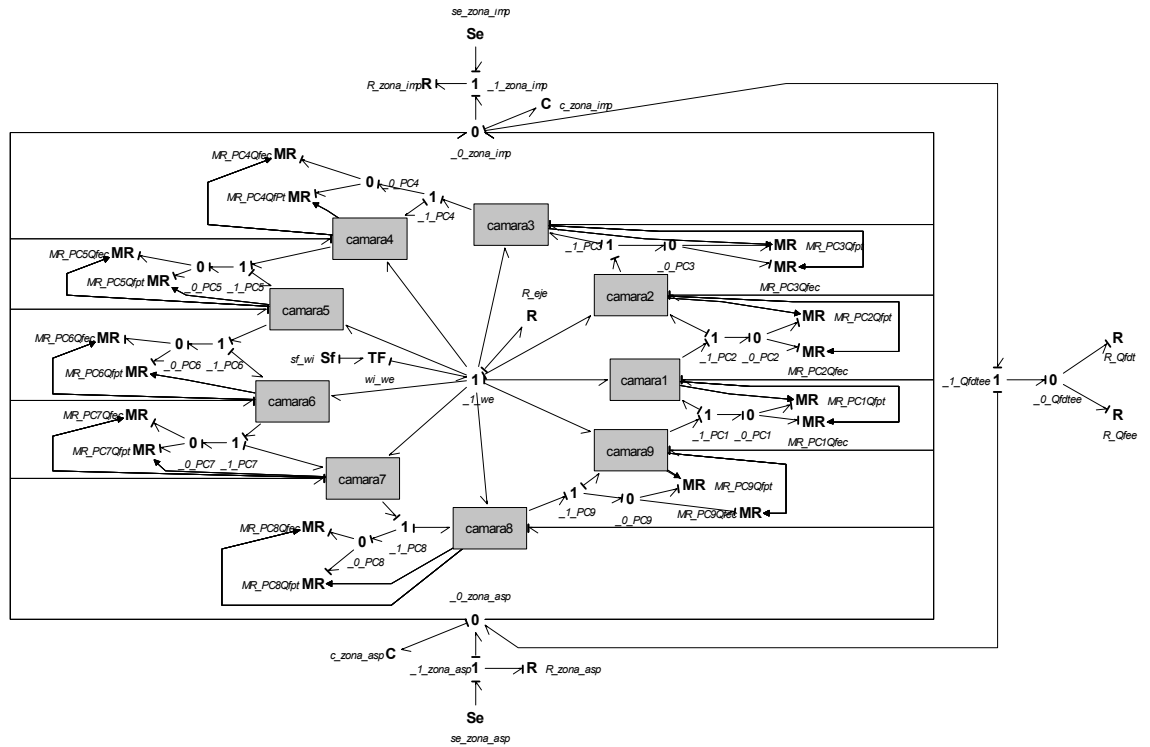 se_zona_imp
Se
R_zona_imp R 1 _1_zona_imp
C c_zona_imp
0
_0_zona_imp
MR_PC4Qfec MR
0 _0_PC4
MR_PC4QfPt MR 1
_1_PC4
camara4
camara3
MR_PC5Qfec MR
0 1
MR_PC5Qfpt MR
_0_PC5 _1_PC5
_1_PC3 1 0 MR MR_PC3Qfpt
_0_PC3 MR
MR_PC3Qfec
camara5
camara2
R_eje
R
MR MR_PC2Qfpt
MR_PC6Qfec MR 0 1
_0_PC6 _1_PC6
MR_PC6Qfpt MR
1 0
_1_PC2 _0_PC2 MR
MR_PC2Qfec
sf_wi Sf TF
wi_we
1
_1_we
camara6
camara1
MR MR_PC1Qfpt
1 0 MR
_1_PC1 _0_PC1
MR_PC1Qfec
_1_Qfdtee 1 0
_0_Qfdtee
R
R_Qfdt
R
R_Qfee
MR_PC7Qfec MR
0 1
MR_PC7Qfpt MR
_0_PC7 _1_PC7
camara7
camara9
MR MR_PC9Qfpt
1 0
_1_PC9 MR_PC9Qfec MR
_0_PC9
MR_PC8Qfec MR 1
0 _1_PC8
_0_PC8
camara8
MR_PC8Qfpt MR
_0_zona_asp
0
c_zona_asp C
_1_zona_asp 1 R R_zona_asp
Se
se_zona_asp